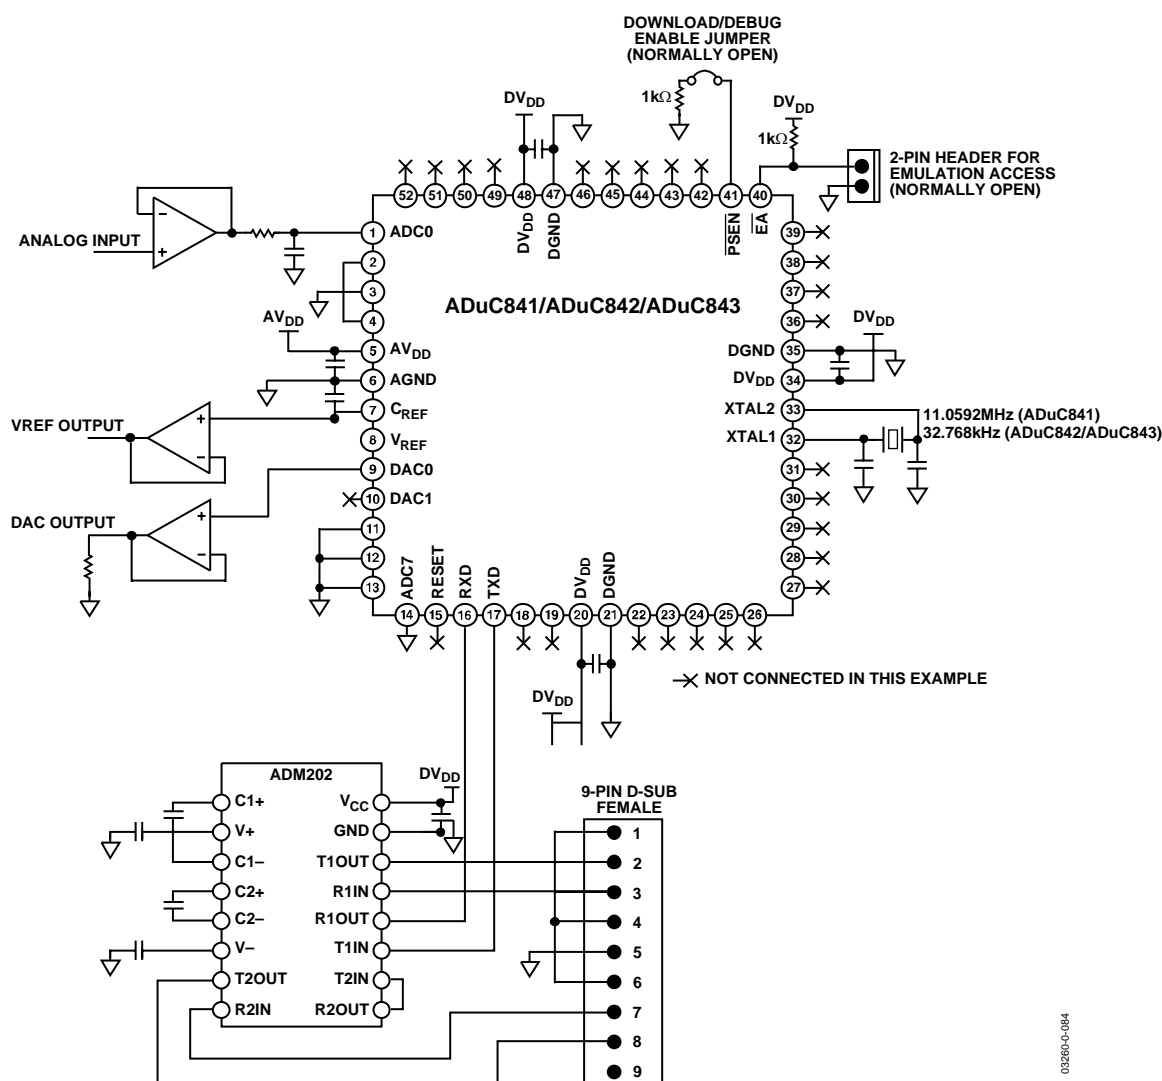 DOWNLOAD/DEBUG
ENABLE JUMPER
(NORMALLY OPEN)
1kΩ
DVDD
DVDD
1kΩ
2-PIN HEADER FOR
EMULATION ACCESS
(NORMALLY OPEN)
52 51 50 49 48 47 46 45 44 43 42 41 40
DVDD
DGND
PSEN
EA
ANALOG INPUT
1 ADC0
2
3
4
AVDD
5 AVDD
6 AGND
7 CREF
VREF OUTPUT
8 VREF
9 DAC0
10 DAC1
DAC OUTPUT
11
12
13
ADuC841/ADuC842/ADuC843
39
38
37
36
DVDD
DGND 35
DVDD 34
XTAL2 33
XTAL1 32
11.0592MHz (ADuC841)
32.768kHz (ADuC842/ADuC843)
31
30
29
28
27
ADC7
RESET
RXD
TXD
DVDD
DGND
14 15 16 17 18 19 20 21 22 23 24 25 26
NOT CONNECTED IN THIS EXAMPLE
DVDD
ADM202
DVDD
C1+ VCC
V+ GND
C1– T1OUT
C2+ R1IN
C2– R1OUT
V– T1IN
T2OUT T2IN
R2IN R2OUT
9-PIN D-SUB
FEMALE
1
2
3
4
5
6
7
8
9
03260-0-084